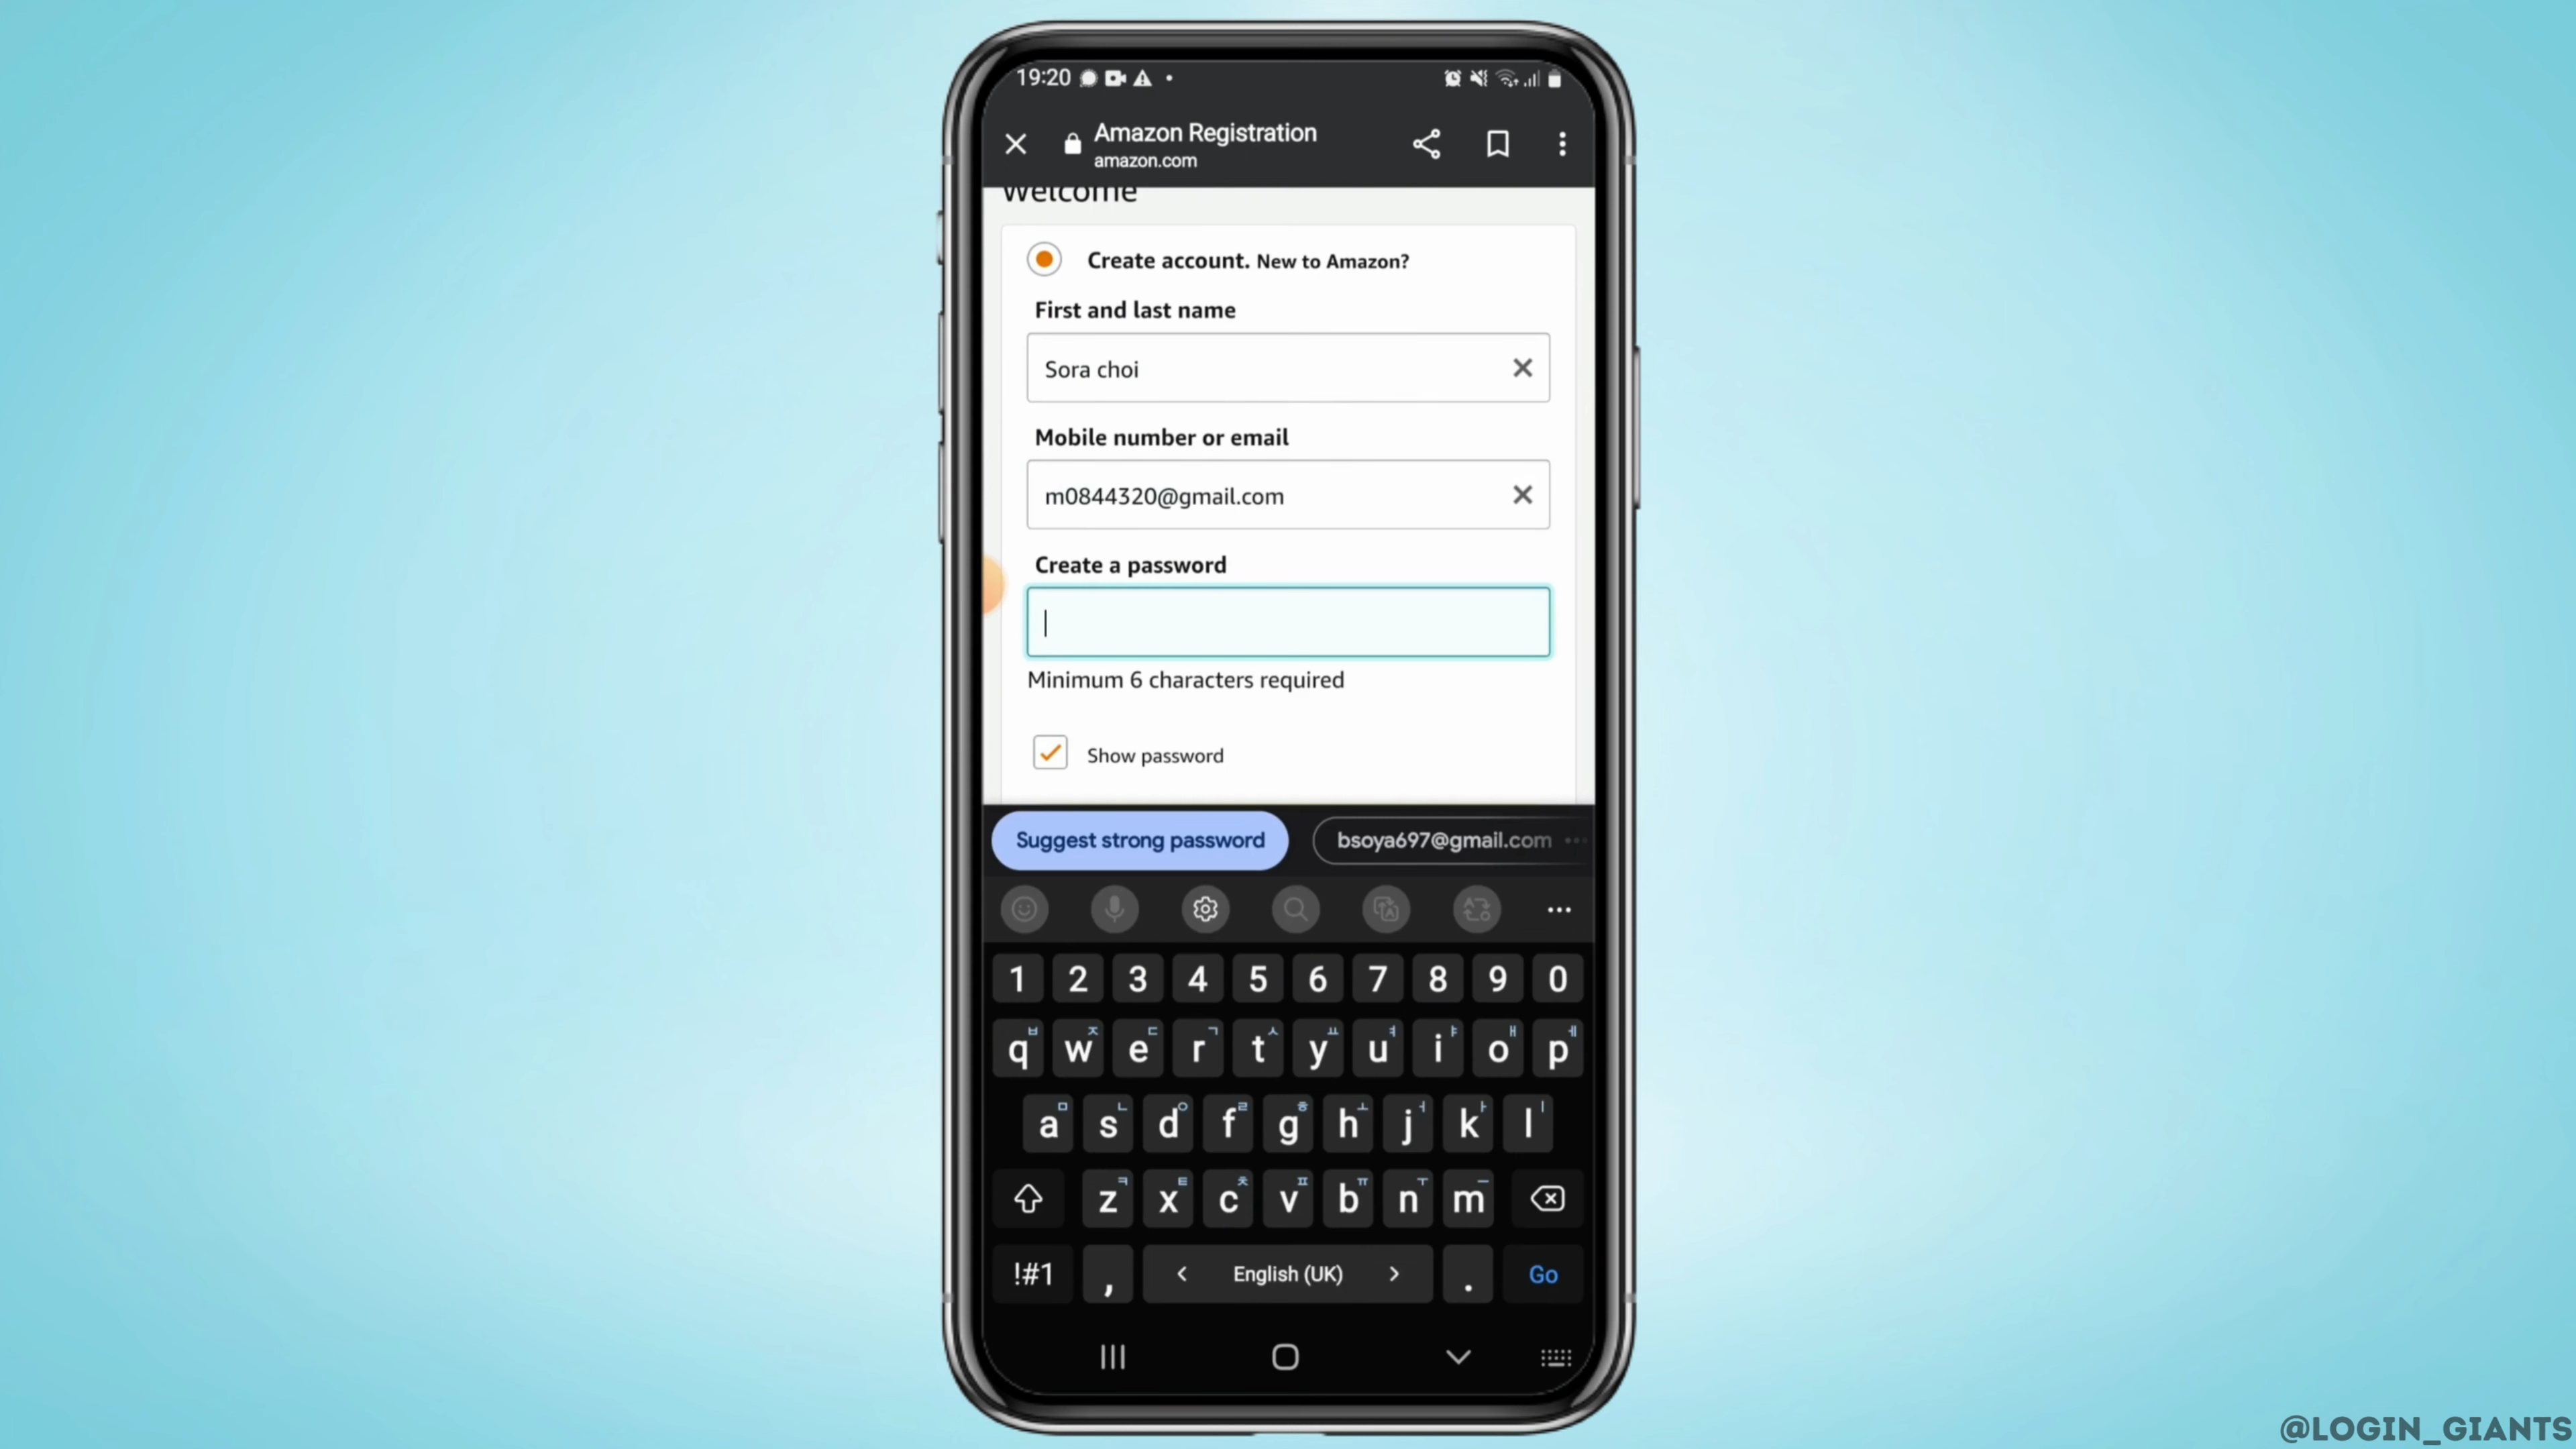 19:20
Amazon Registration
amazon.com
Welcome
Create account. New to Amazon?
First and last name
Sora choi
Mobile number or email
m0844320@gmail.com
Create a password
Minimum 6 characters required
Show password
Suggest strong password
bsoya697@gmail.com
1 2 3 4 5 6 7 8 9 0
q ㅂ w ㅈ e ㄷ r ㄱ t ㅅ y ㅛ u ㅕ i ㅑ o ㅐ p ㅔ
a ㅁ s ㄴ d ㅇ f ㄹ g ㅎ h ㅗ j ㅓ k ㅏ l ㅣ
z ㅋ x ㅌ c ㅊ v ㅍ b ㅠ n ㅜ m ㅡ
!#1 , < English (UK) > . Go
@LOGIN_GIANTS